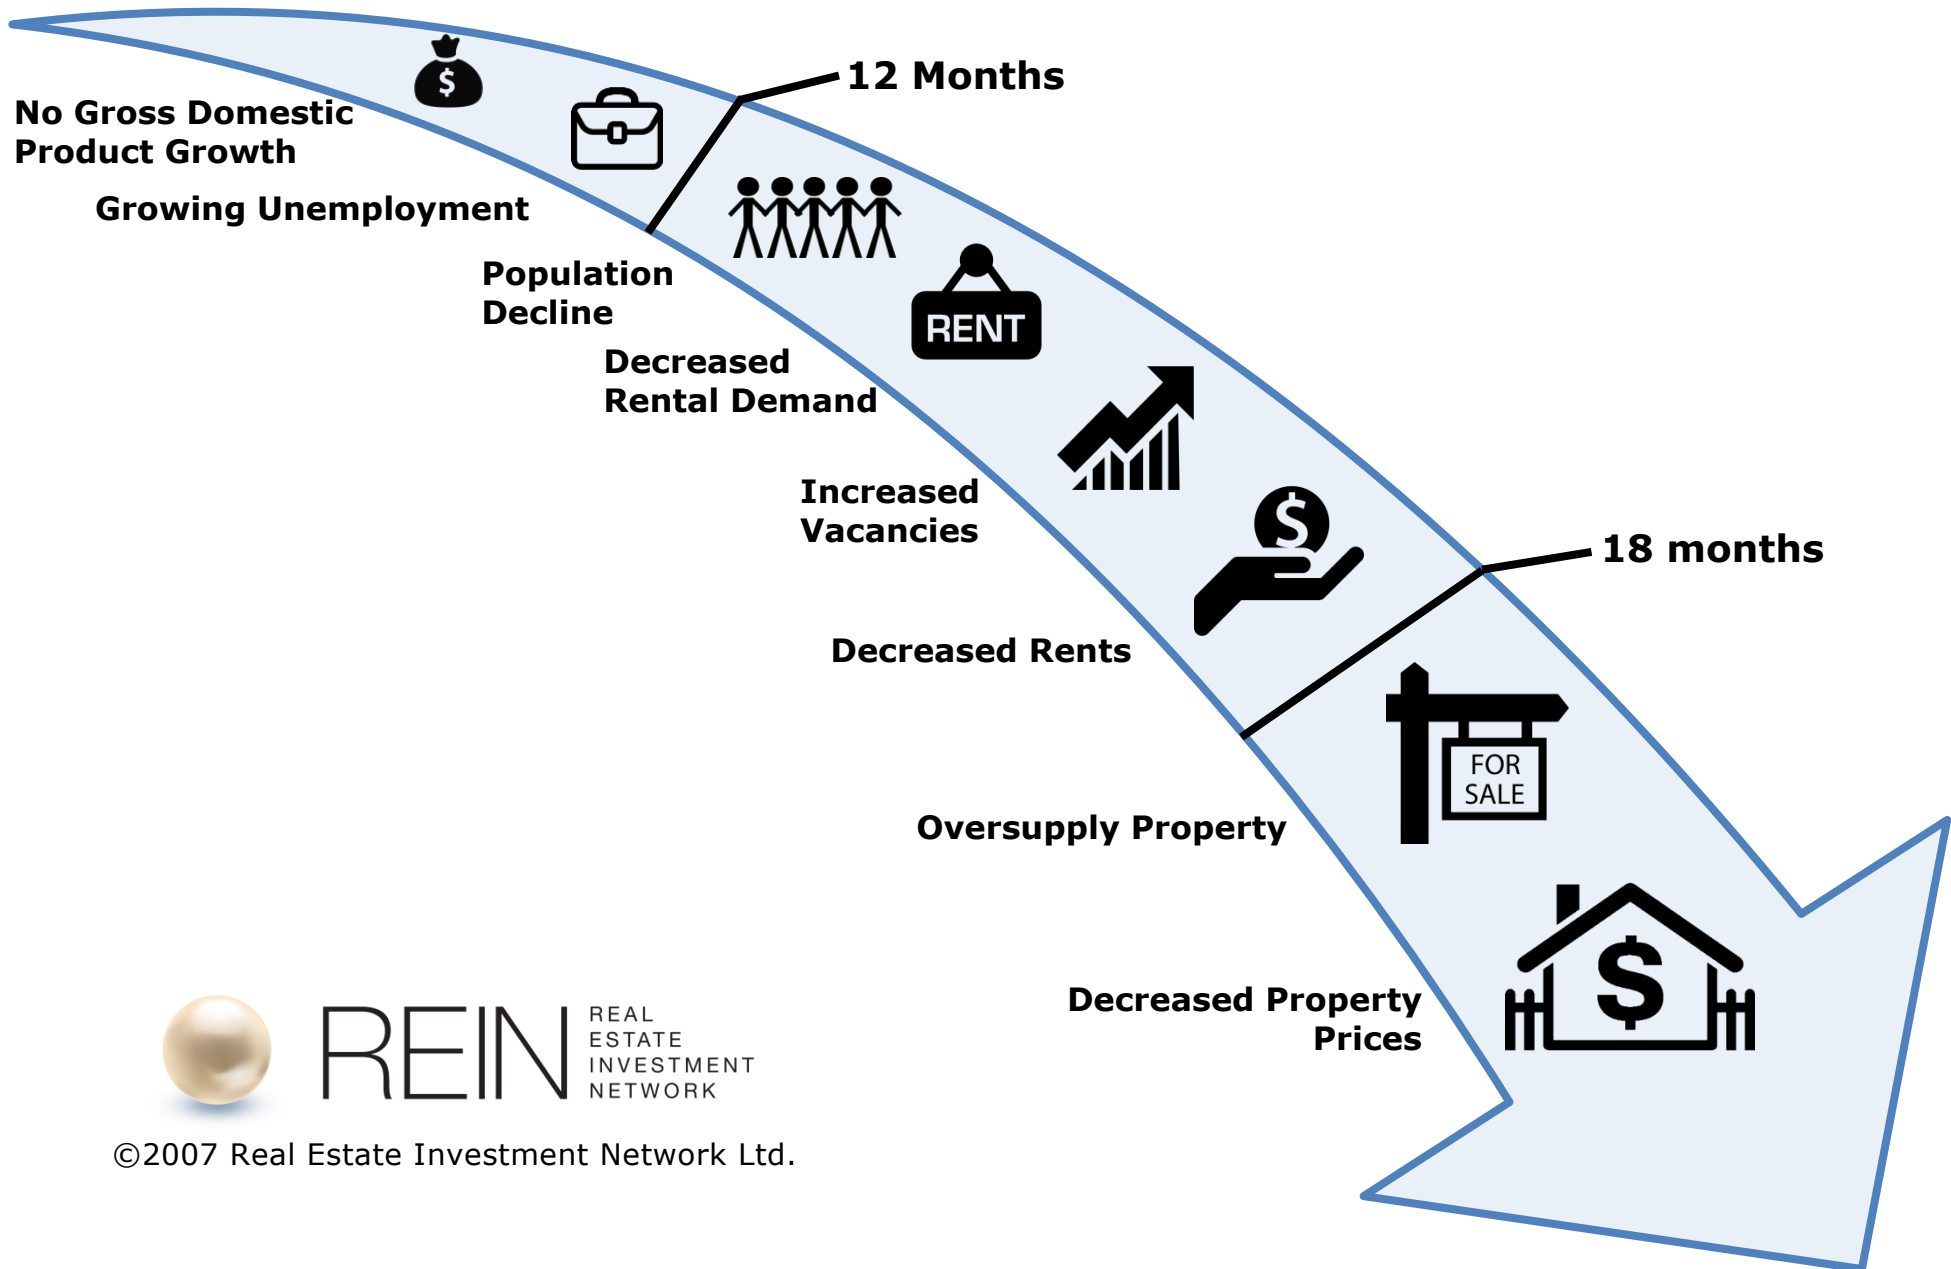 $
12 Months
No Gross Domestic
Product Growth
Growing Unemployment
Population
Decline
RENT
Decreased
Rental Demand
Increased
Vacancies
$
18 months
Decreased Rents
FOR
SALE
Oversupply Property
$
Decreased Property
Prices
REIN
REAL
ESTATE
INVESTMENT
NETWORK
©2007 Real Estate Investment Network Ltd.